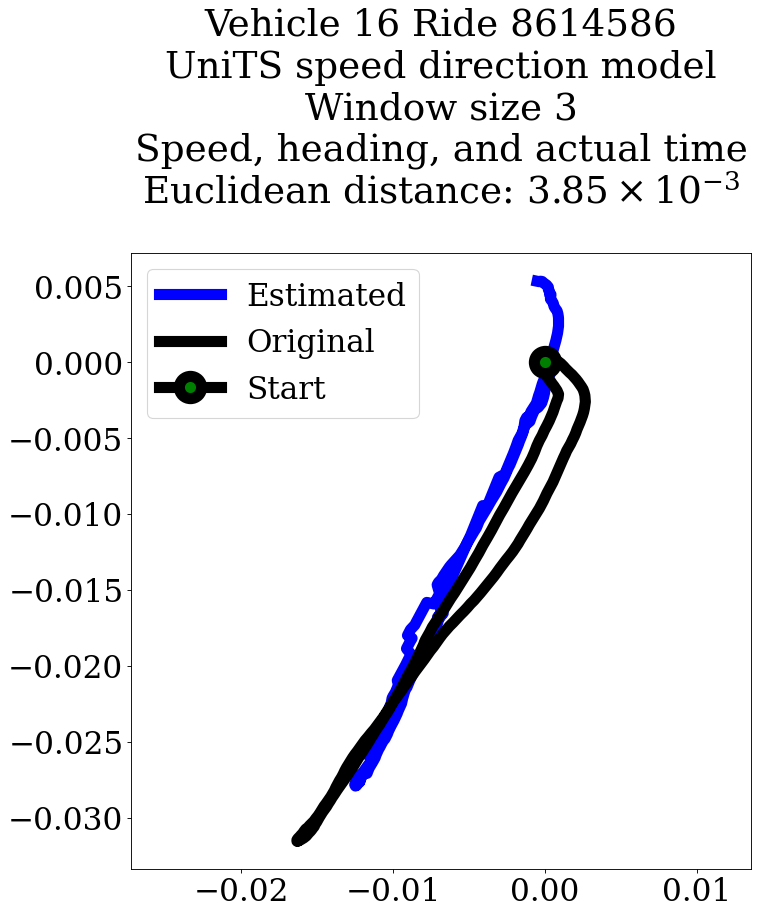 Vehicle 16 Ride 8614586
UniTS speed direction model
Window size 3
Speed, heading, and actual time
Euclidean distance: 3.85 × 10⁻³
0.005
0.000
−0.005
−0.010
−0.015
−0.020
−0.025
−0.030
Estimated
Original
Start
−0.02 −0.01 0.00 0.01